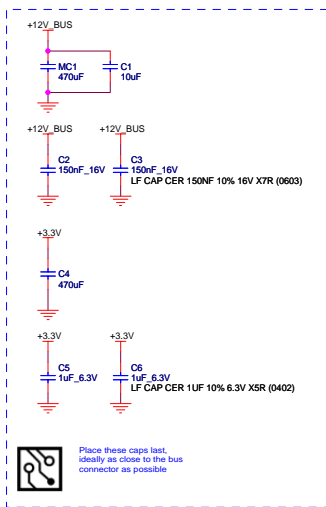 +12V_BUS
MC1 C1
470uF 10uF
+12V_BUS +12V_BUS
C2 C3
150nF_16V 150nF_16V
LF CAP CER 150NF 10% 16V X7R (0603)
+3.3V
C4
470uF
+3.3V +3.3V
C5 C6
1uF_6.3V 1uF_6.3V
LF CAP CER 1UF 10% 6.3V X5R (0402)
Place these caps last,
ideally as close to the bus
connector as possible